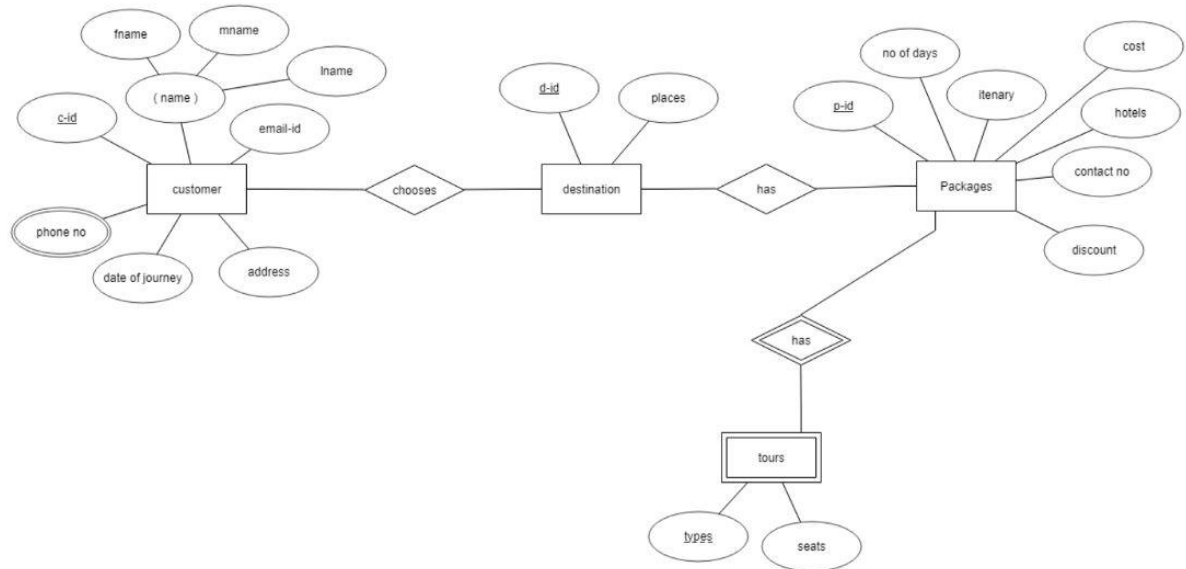 fname
mname
lname
( name )
c-id
email-id
customer
phone no
date of journey
address
chooses
d-id
places
destination
has
no of days
cost
itenary
p-id
hotels
contact no
Packages
discount
has
tours
types
seats